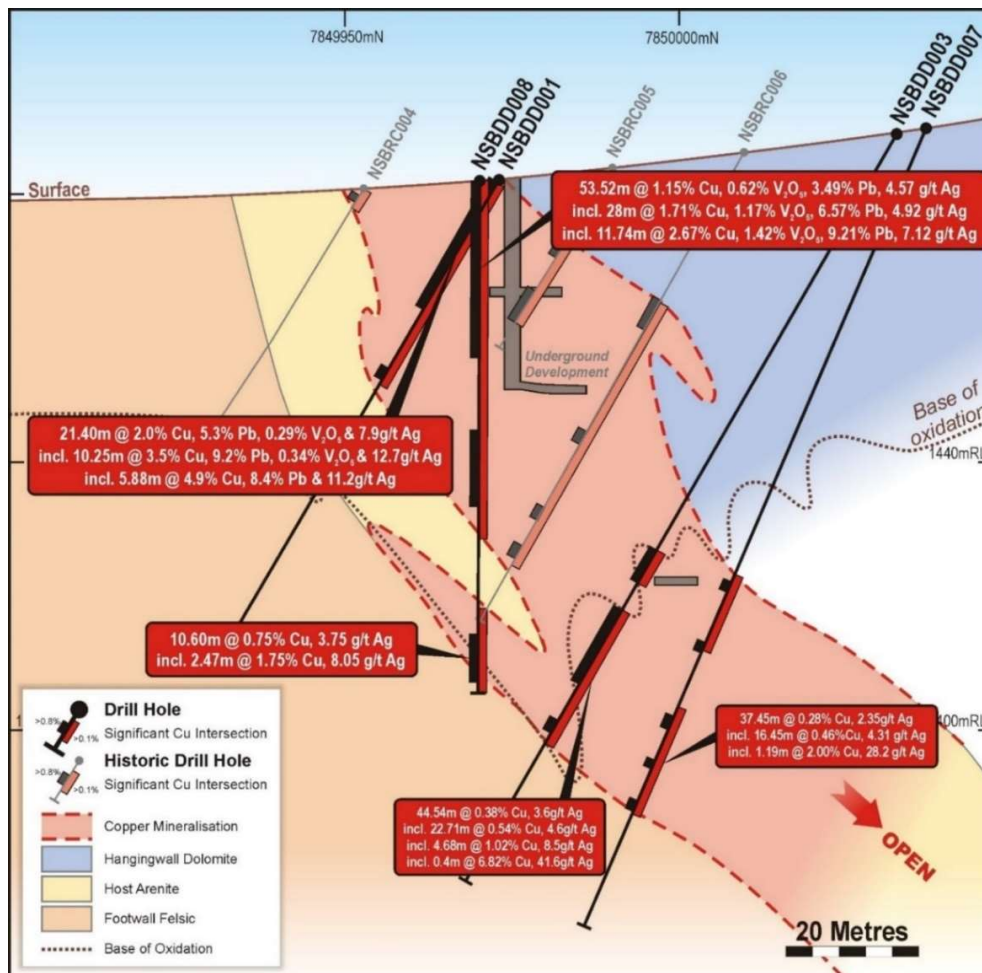 7849950mN
7850000mN
NSBRC004
NSBDD008
NSBDD001
NSBRC005
NSBRC006
NSBDD003
NSBDD007
Surface
53.52m @ 1.15% Cu, 0.62% V₂O₅, 3.49% Pb, 4.57 g/t Ag
incl. 28m @ 1.71% Cu, 1.17% V₂O₅, 6.57% Pb, 4.92 g/t Ag
incl. 11.74m @ 2.67% Cu, 1.42% V₂O₅, 9.21% Pb, 7.12 g/t Ag
Underground
Development
Base of
oxidation
1440mRL
21.40m @ 2.0% Cu, 5.3% Pb, 0.29% V₂O₅ & 7.9g/t Ag
incl. 10.25m @ 3.5% Cu, 9.2% Pb, 0.34% V₂O₅ & 12.7g/t Ag
incl. 5.88m @ 4.9% Cu, 8.4% Pb & 11.2g/t Ag
10.60m @ 0.75% Cu, 3.75 g/t Ag
incl. 2.47m @ 1.75% Cu, 8.05 g/t Ag
37.45m @ 0.28% Cu, 2.35g/t Ag
incl. 16.45m @ 0.46%Cu, 4.31 g/t Ag
incl. 1.19m @ 2.00% Cu, 28.2 g/t Ag
44.54m @ 0.38% Cu, 3.6g/t Ag
incl. 22.71m @ 0.54% Cu, 4.6g/t Ag
incl. 4.68m @ 1.02% Cu, 8.5g/t Ag
incl. 0.4m @ 6.82% Cu, 41.6g/t Ag
OPEN
20 Metres
>0.8%
>0.1%
Drill Hole
Significant Cu Intersection
>0.8%
>0.1%
Historic Drill Hole
Significant Cu Intersection
Copper Mineralisation
Hangingwall Dolomite
Host Arenite
Footwall Felsic
Base of Oxidation